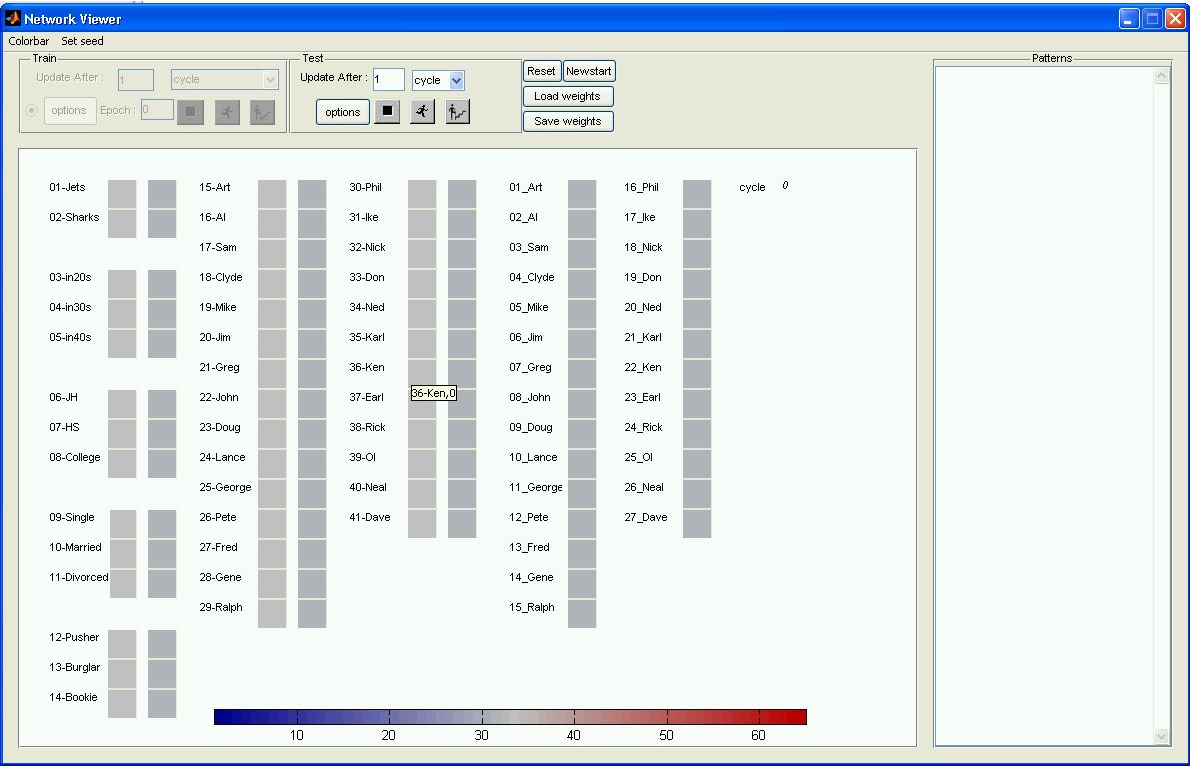 Network Viewer
Colorbar Set seed
Train
Update After : 1 cycle
options Epoch : 0
Test
Update After : 1 cycle
options
Reset Newstart
Load weights
Save weights
Patterns
01-Jets
02-Sharks
03-in20s
04-in30s
05-in40s
06-JH
07-HS
08-College
09-Single
10-Married
11-Divorced
12-Pusher
13-Burglar
14-Bookie
15-Art
16-Al
17-Sam
18-Clyde
19-Mike
20-Jim
21-Greg
22-John
23-Doug
24-Lance
25-George
26-Pete
27-Fred
28-Gene
29-Ralph
30-Phil
31-Ike
32-Nick
33-Don
34-Ned
35-Karl
36-Ken
36-Ken,0
37-Earl
38-Rick
39-Ol
40-Neal
41-Dave
01_Art
02_Al
03_Sam
04_Clyde
05_Mike
06_Jim
07_Greg
08_John
09_Doug
10_Lance
11_George
12_Pete
13_Fred
14_Gene
15_Ralph
16_Phil
17_Ike
18_Nick
19_Don
20_Ned
21_Karl
22_Ken
23_Earl
24_Rick
25_Ol
26_Neal
27_Dave
cycle 0
10 20 30 40 50 60